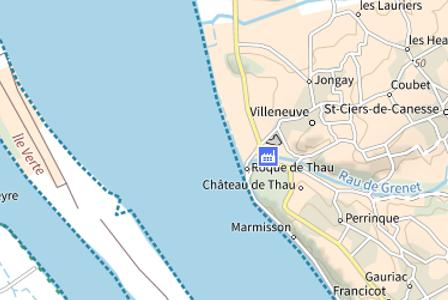 les Lauriers
les Hea
50
Jongay
Coubet
Villeneuve
St-Ciers-de-Canesse
Île Verte
Roque de Thau
Château de Thau
Rau de Grenet
eyre
Perrinque
Marmisson
Gauriac
Francicot